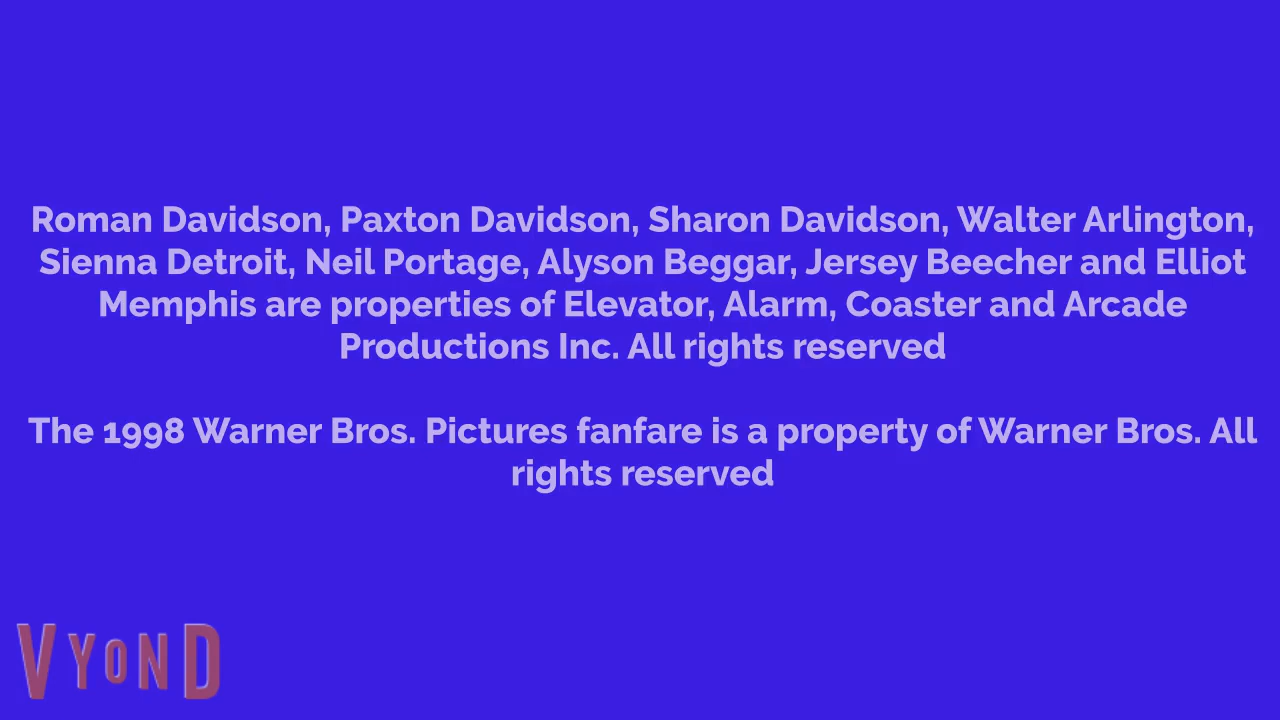 Roman Davidson, Paxton Davidson, Sharon Davidson, Walter Arlington,
Sienna Detroit, Neil Portage, Alyson Beggar, Jersey Beecher and Elliot
Memphis are properties of Elevator, Alarm, Coaster and Arcade
Productions Inc. All rights reserved
The 1998 Warner Bros. Pictures fanfare is a property of Warner Bros. All
rights reserved
VYOND